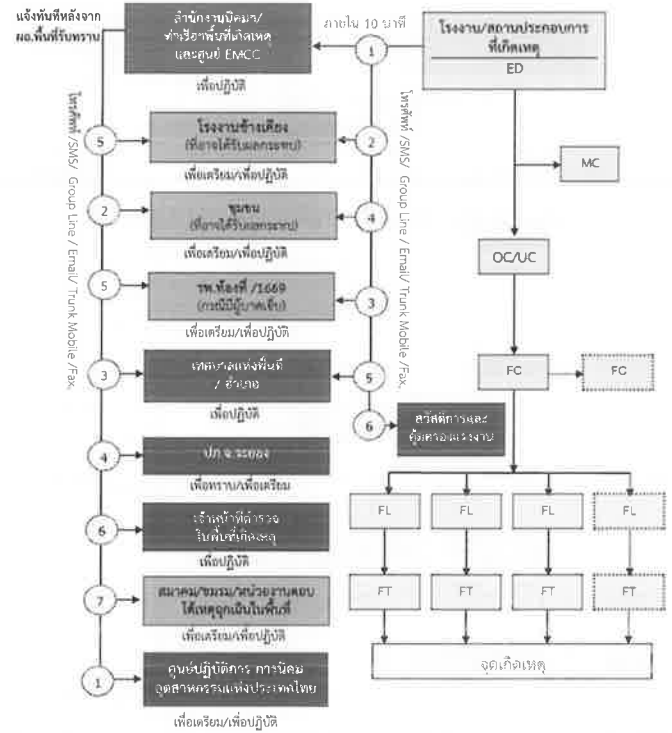 แจ้งทันทีหลังจาก
ผอ.พื้นที่รับทราบ
สำนักงานนิคมฯ/
ท่าเรือฯพื้นที่เกิดเหตุ
และศูนย์ EMCC
เพื่อปฏิบัติ
ภายใน 10 นาที
1
โรงงาน/สถานประกอบการ
ที่เกิดเหตุ
ED
โทรศัพท์ /SMS/ Group Line / Email/ Trunk Mobile /Fax.
โทรศัพท์ /SMS/ Group Line / Email/ Trunk Mobile /Fax.
5
โรงงานข้างเคียง
(ที่อาจได้รับผลกระทบ)
2
เพื่อเตรียม/เพื่อปฏิบัติ
MC
2
ชุมชน
(ที่อาจได้รับผลกระทบ)
4
เพื่อเตรียม/เพื่อปฏิบัติ
OC/UC
5
รพ.ท้องที่ /1669
(กรณีมีผู้บาดเจ็บ)
3
เพื่อเตรียม/เพื่อปฏิบัติ
3
เทศบาลแห่งพื้นที่
/ อำเภอ
5
เพื่อปฏิบัติ
FC
FC
6
สวัสดิการและ
คุ้มครองแรงงาน
4
ปภ.จ.ระยอง
เพื่อทราบ/เพื่อเตรียม
6
เจ้าหน้าที่ตำรวจ
ในพื้นที่เกิดเหตุ
เพื่อปฏิบัติ
FL
FL
FL
FL
7
สมาคม/ชมรม/หน่วยงานตอบ
โต้เหตุฉุกเฉินในพื้นที่
เพื่อเตรียม/เพื่อปฏิบัติ
FT
FT
FT
FT
จุดเกิดเหตุ
1
ศูนย์ปฏิบัติการ การนิคม
อุตสาหกรรมแห่งประเทศไทย
เพื่อเตรียม/เพื่อปฏิบัติ